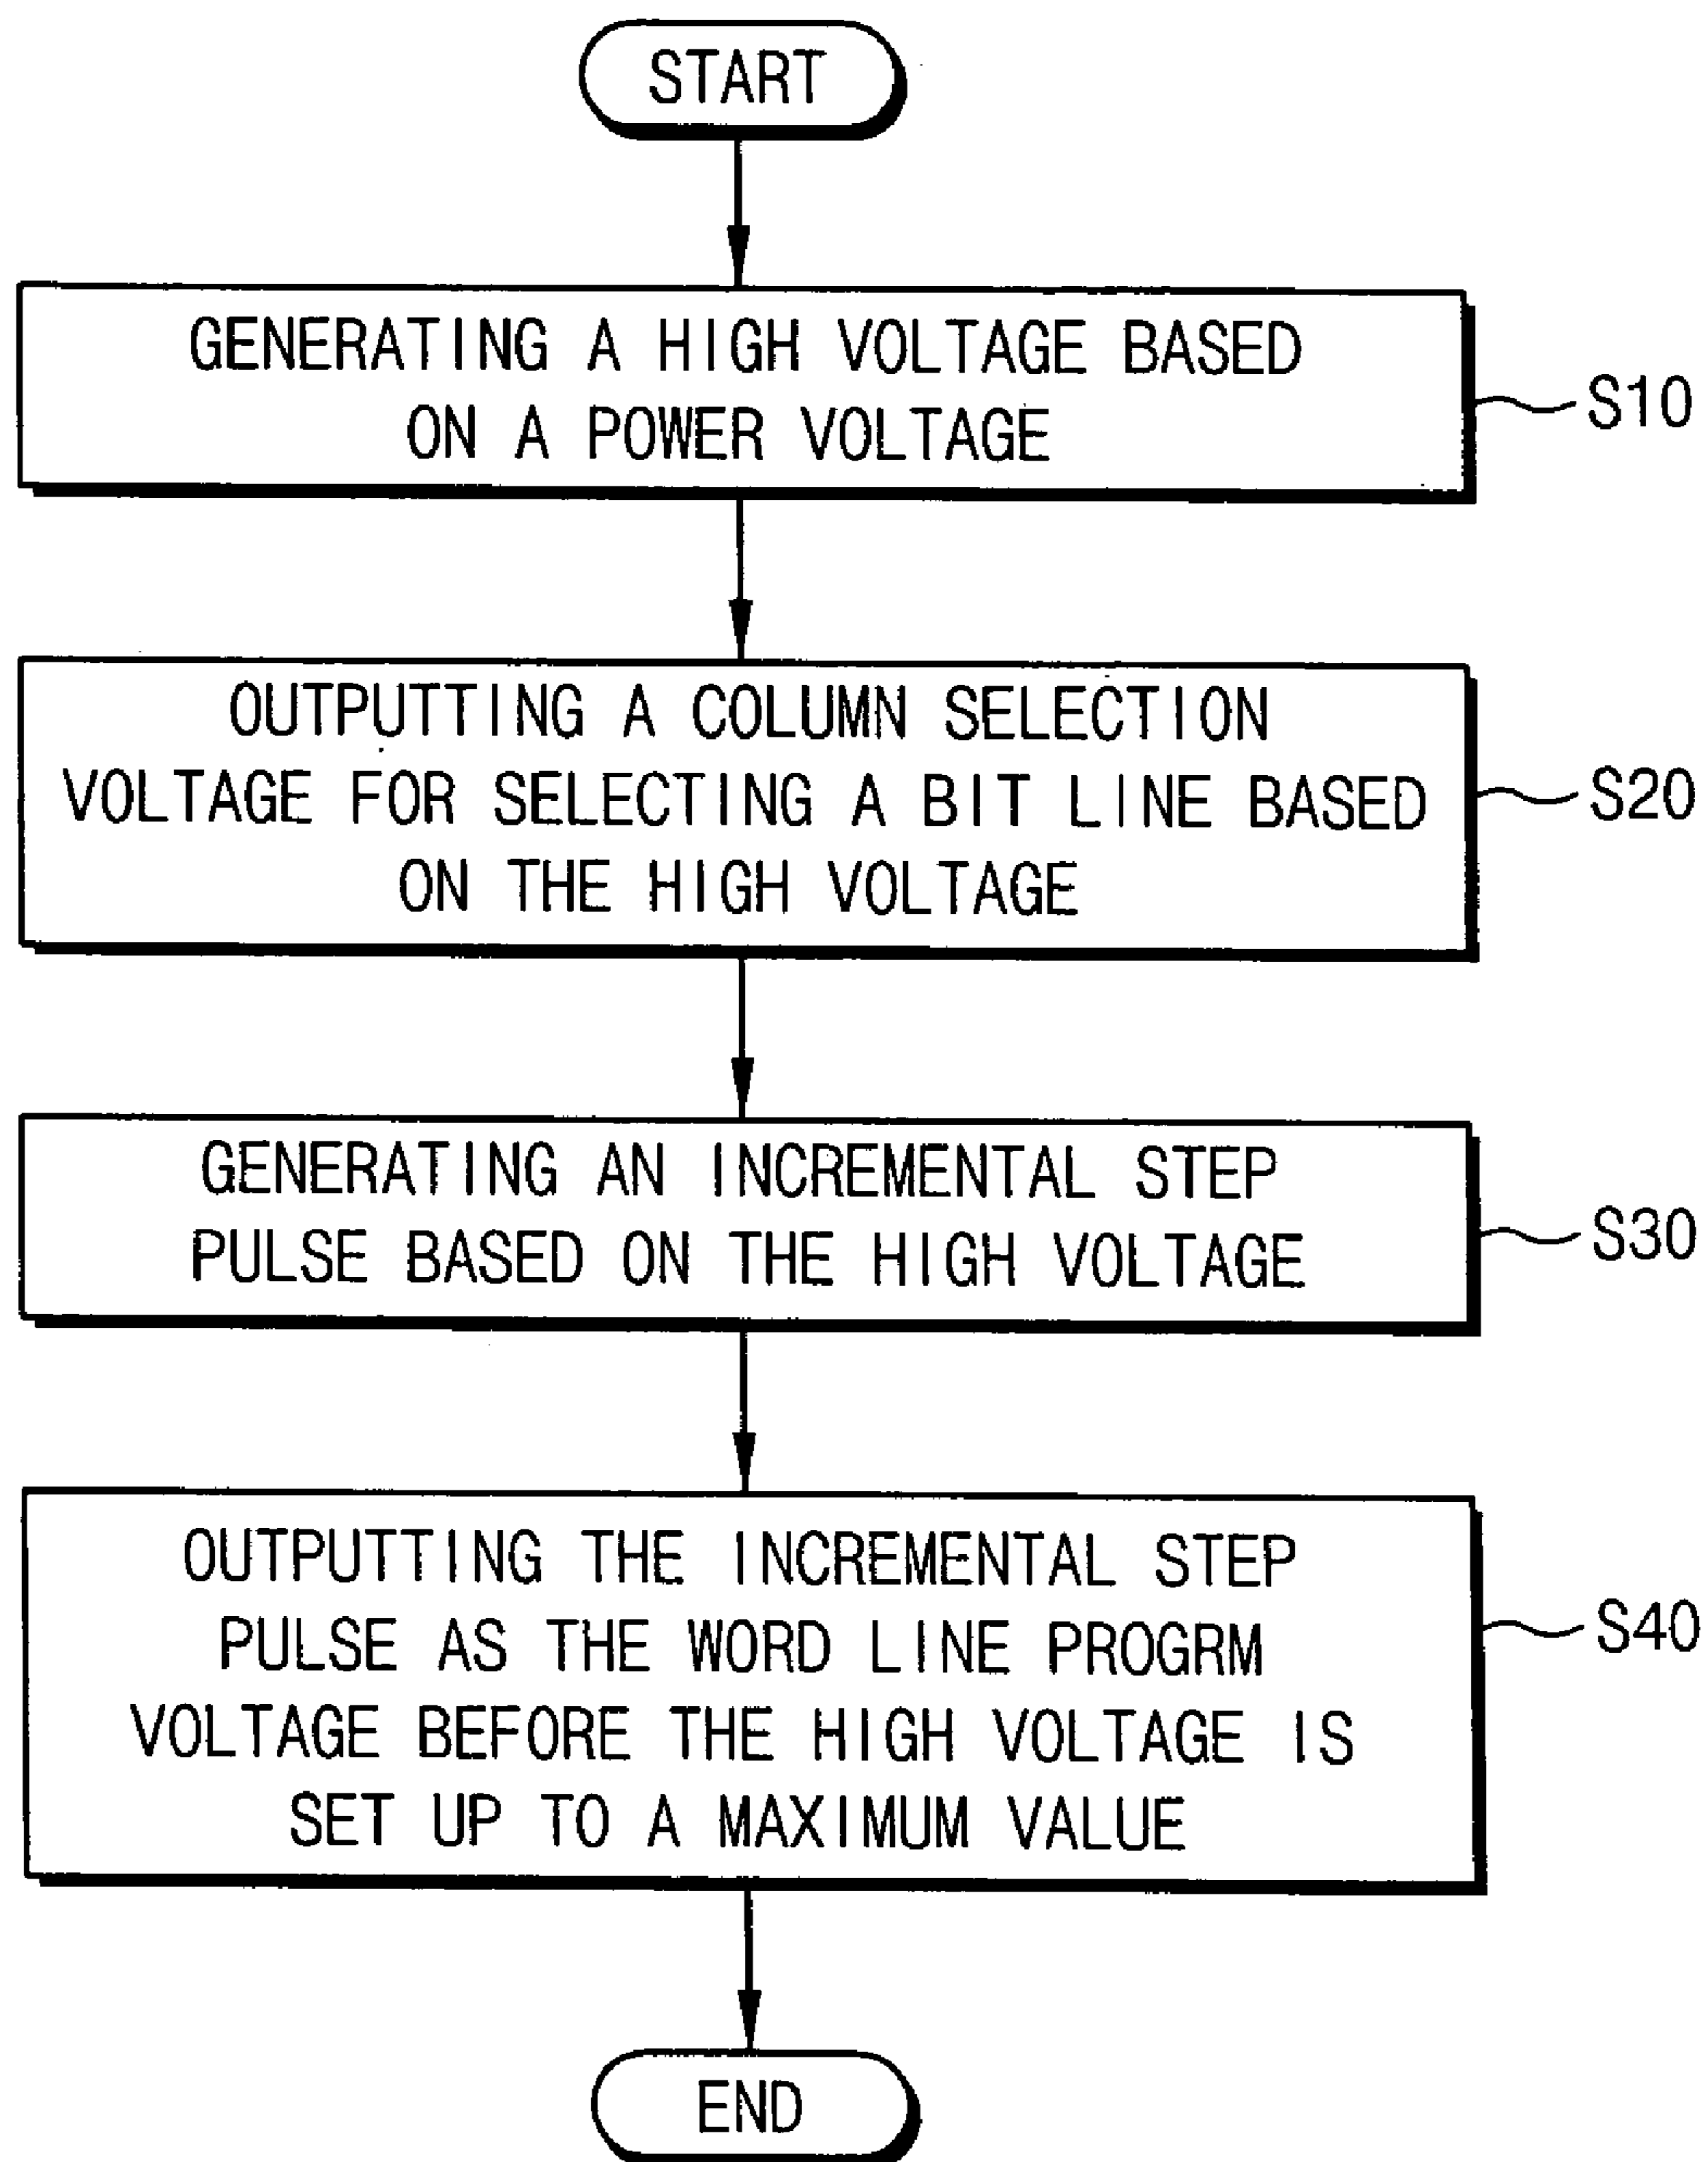 START
GENERATING A HIGH VOLTAGE BASED
ON A POWER VOLTAGE
S10
OUTPUTTING A COLUMN SELECTION
VOLTAGE FOR SELECTING A BIT LINE BASED
ON THE HIGH VOLTAGE
S20
GENERATING AN INCREMENTAL STEP
PULSE BASED ON THE HIGH VOLTAGE
S30
OUTPUTTING THE INCREMENTAL STEP
PULSE AS THE WORD LINE PROGRM
VOLTAGE BEFORE THE HIGH VOLTAGE IS
SET UP TO A MAXIMUM VALUE
S40
END